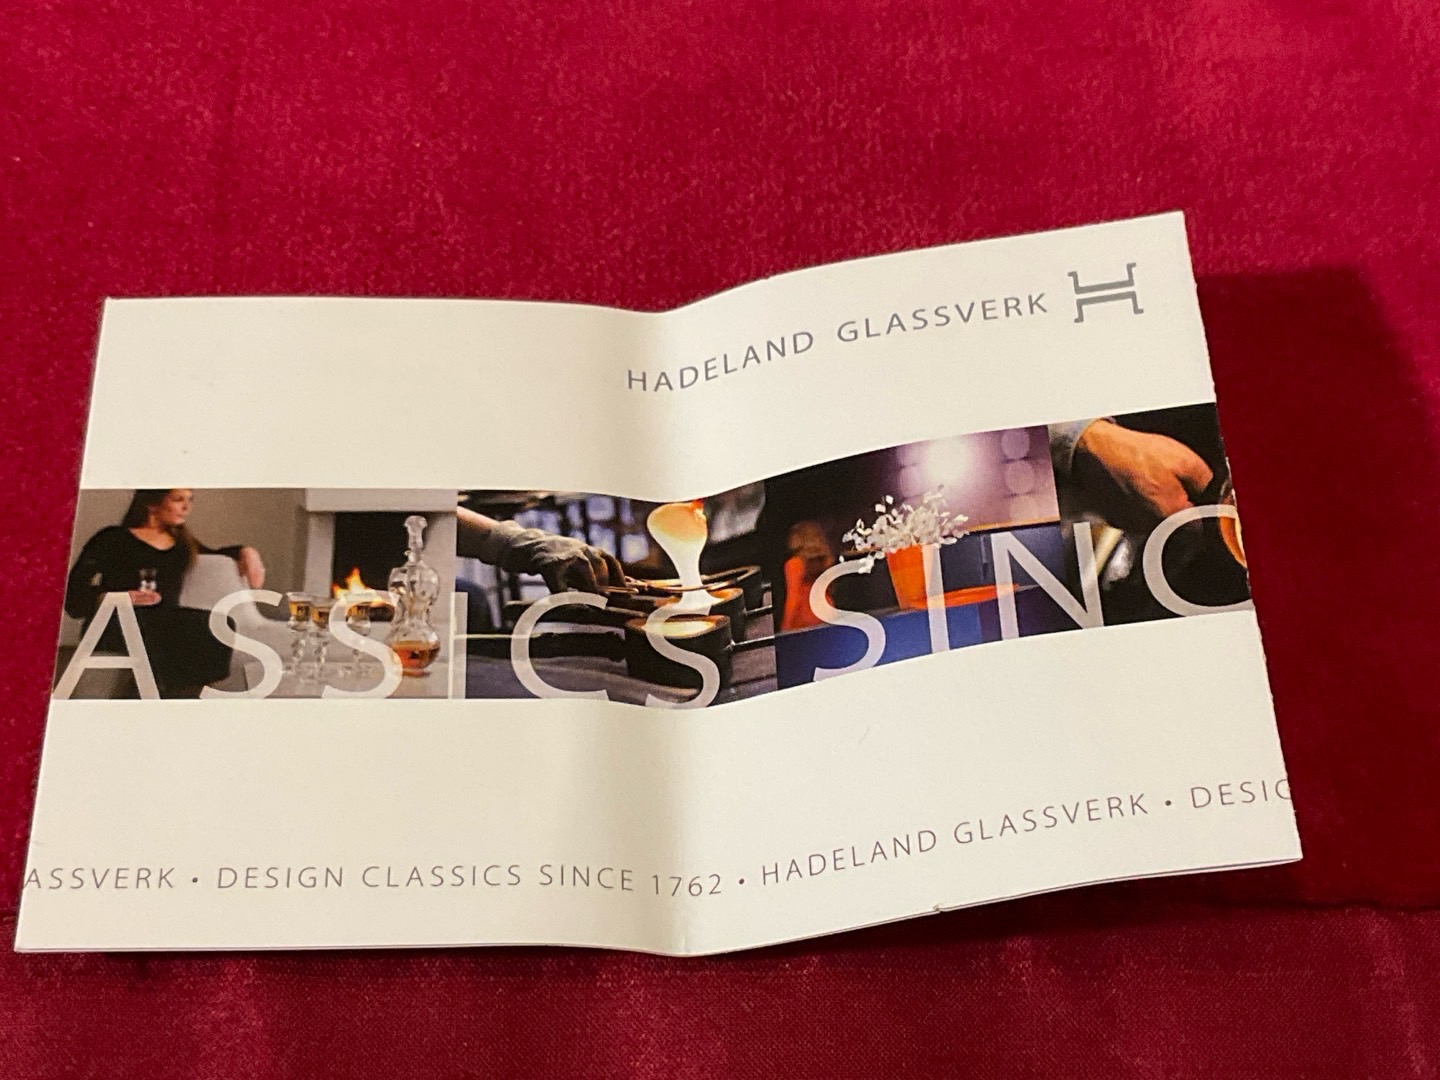 HADELAND GLASSVERK
ASSICS SINC
ASSVERK • DESIGN CLASSICS SINCE 1762 • HADELAND GLASSVERK • DESIG